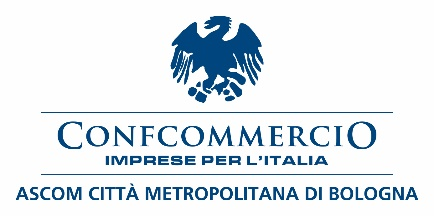 CONFCOMMERCIO
IMPRESE PER L'ITALIA
ASCOM CITTÀ METROPOLITANA DI BOLOGNA